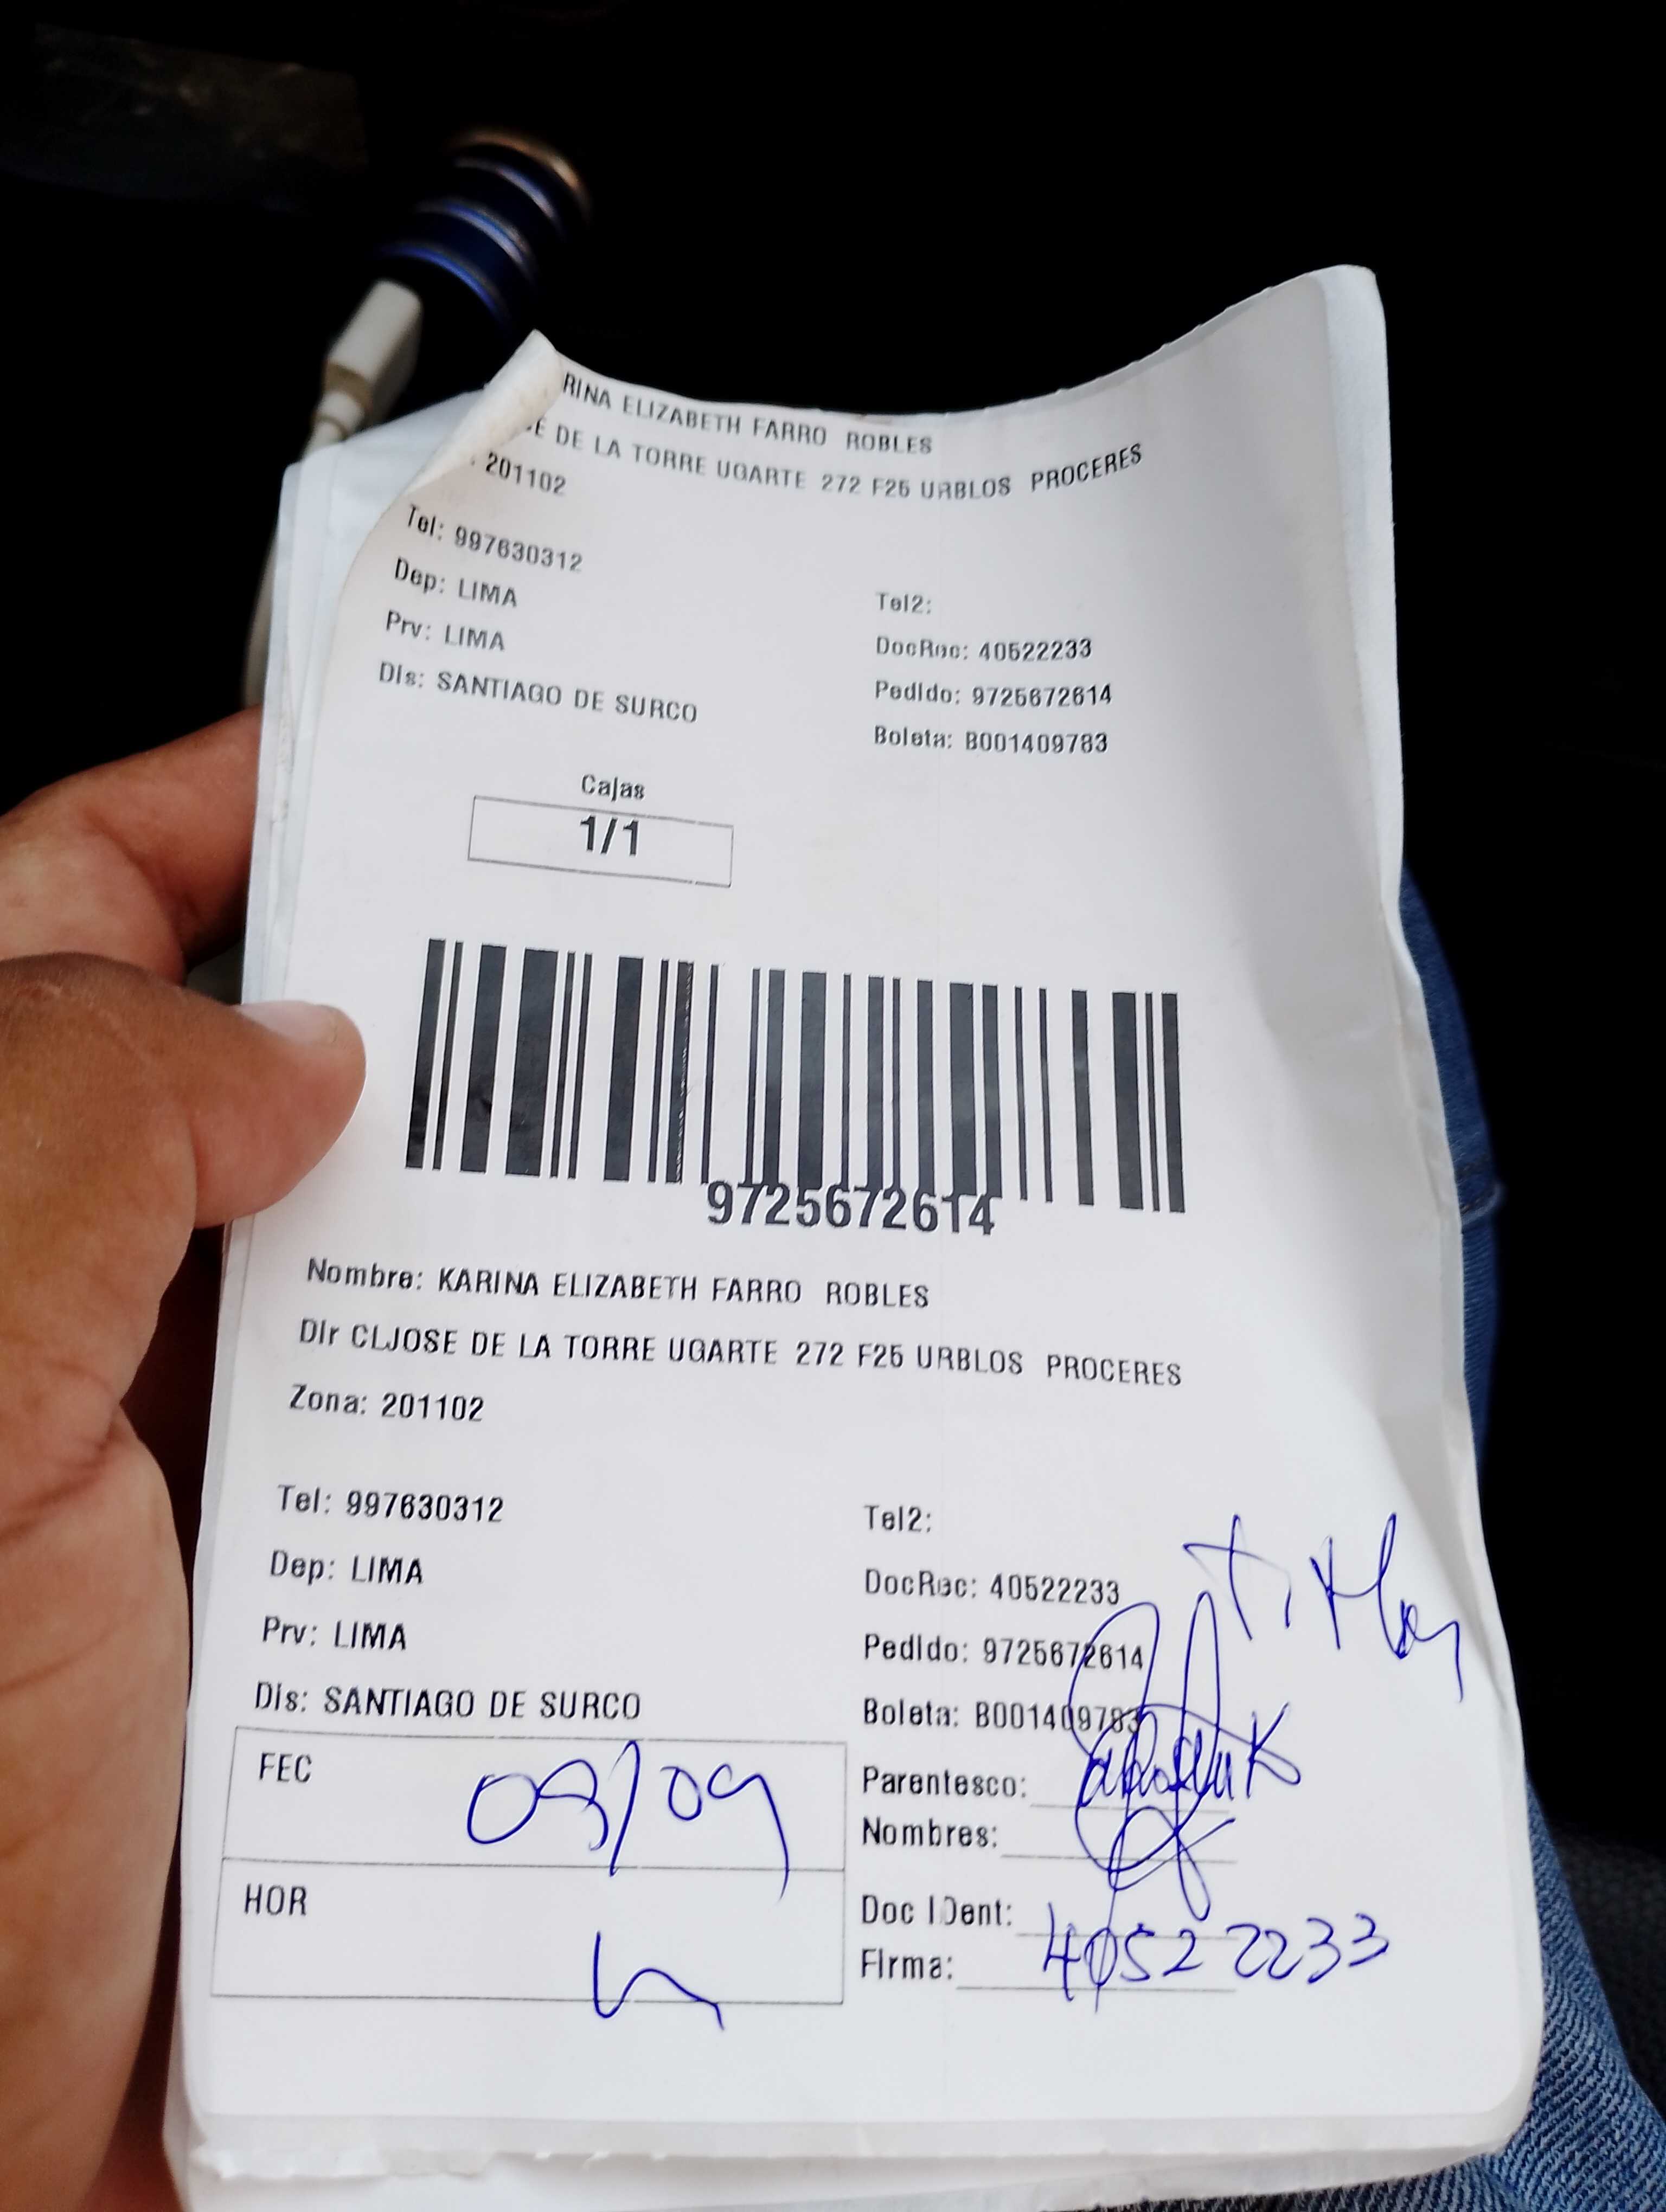 RINA ELIZABETH FARRO ROBLES
SE DE LA TORRE UGARTE 272 F25 URBLOS PROCERES
: 201102
Tel: 997630312
Dep: LIMA
Prv: LIMA
Dis: SANTIAGO DE SURCO
Tel2:
DocRec: 40522233
Pedido: 9725672614
Boleta: B001409783
Cajas
1/1
9725672614
Nombre: KARINA ELIZABETH FARRO ROBLES
Dir CLJOSE DE LA TORRE UGARTE 272 F25 URBLOS PROCERES
Zona: 201102
Tel: 997630312
Dep: LIMA
Prv: LIMA
Dis: SANTIAGO DE SURCO
Tel2:
DocRec: 40522233
Pedido: 9725672614
Boleta: B001409783
FEC 03/09
HOR
Parentesco:
Nombres:
Doc IDent:
Firma: 40522233